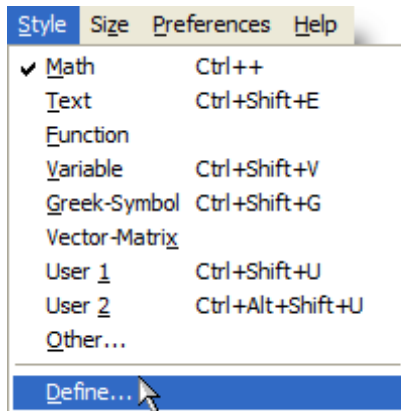 Style Size Preferences Help
Math Ctrl++
Text Ctrl+Shift+E
Function
Variable Ctrl+Shift+V
Greek-Symbol Ctrl+Shift+G
Vector-Matrix
User 1 Ctrl+Shift+U
User 2 Ctrl+Alt+Shift+U
Other...
Define...